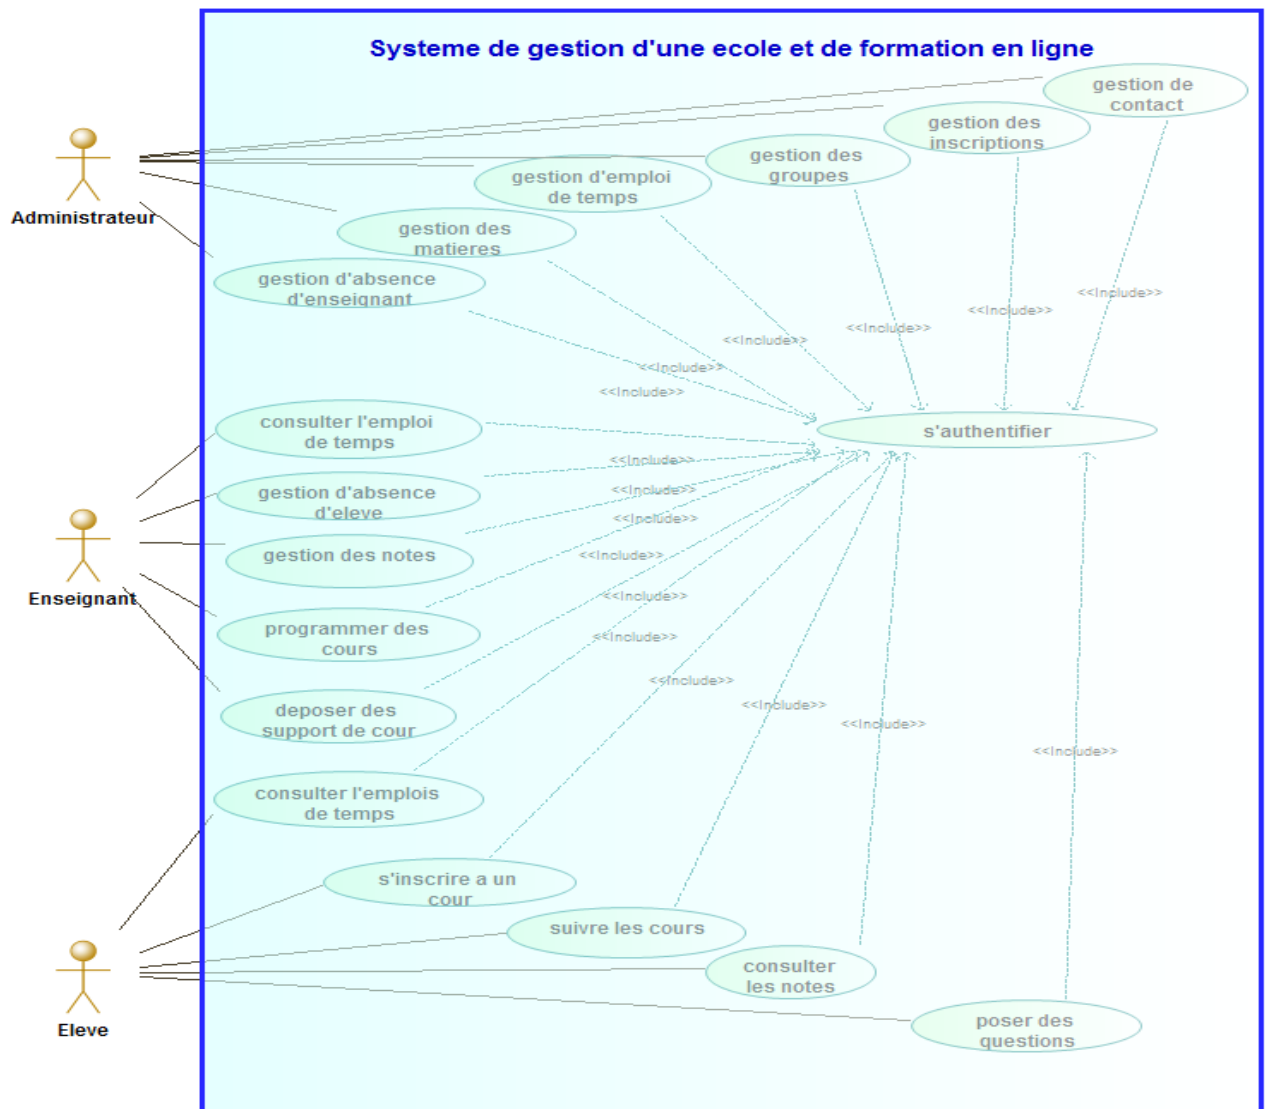 Systeme de gestion d'une ecole et de formation en ligne
gestion de
contact
gestion des
inscriptions
gestion des
groupes
gestion d'emploi
de temps
gestion des
matieres
gestion d'absence
d'enseignant
Administrateur
<<Include>>
<<Include>>
<<Include>>
<<Include>>
<<Include>>
<<Include>>
s'authentifier
consulter l'emploi
de temps
gestion d'absence
d'eleve
gestion des notes
programmer des
cours
deposer des
support de cour
Enseignant
<<Include>>
<<Include>>
<<Include>>
<<Include>>
<<Include>>
<<Include>>
<<Include>>
<<Include>>
<<Include>>
<<Include>>
consulter l'emplois
de temps
s'inscrire a un
cour
suivre les cours
consulter
les notes
poser des
questions
Eleve